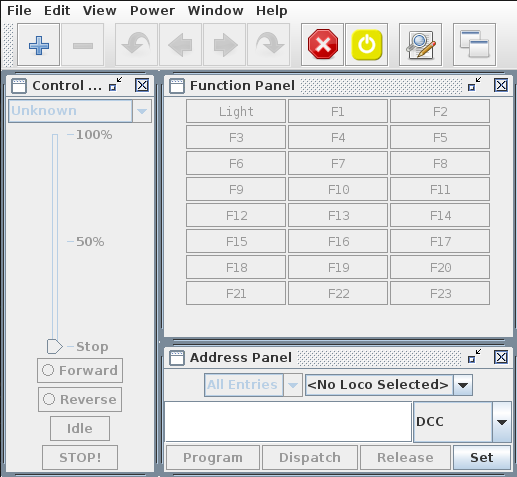 File Edit View Power Window Help
Control ...
Unknown
100%
50%
Stop
Forward
Reverse
Idle
STOP!
Function Panel
Light F1 F2
F3 F4 F5
F6 F7 F8
F9 F10 F11
F12 F13 F14
F15 F16 F17
F18 F19 F20
F21 F22 F23
Address Panel
All Entries <No Loco Selected>
DCC
Program Dispatch Release Set